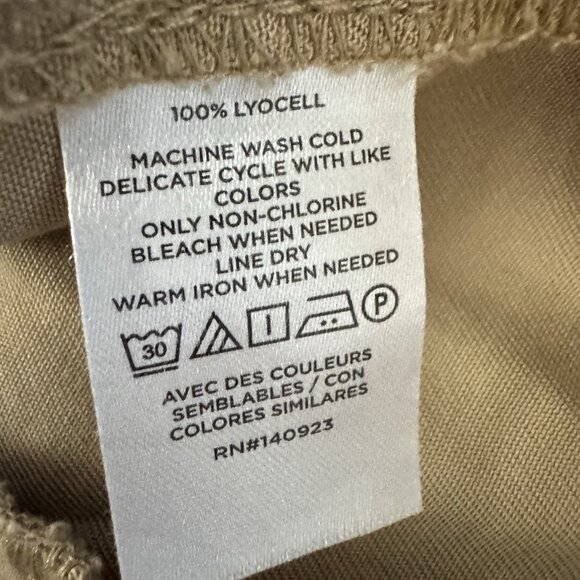 100% LYOCELL
MACHINE WASH COLD
DELICATE CYCLE WITH LIKE
COLORS
ONLY NON-CHLORINE
BLEACH WHEN NEEDED
LINE DRY
WARM IRON WHEN NEEDED
30 P
AVEC DES COULEURS
SEMBLABLES / CON
COLORES SIMILARES
RN#140923